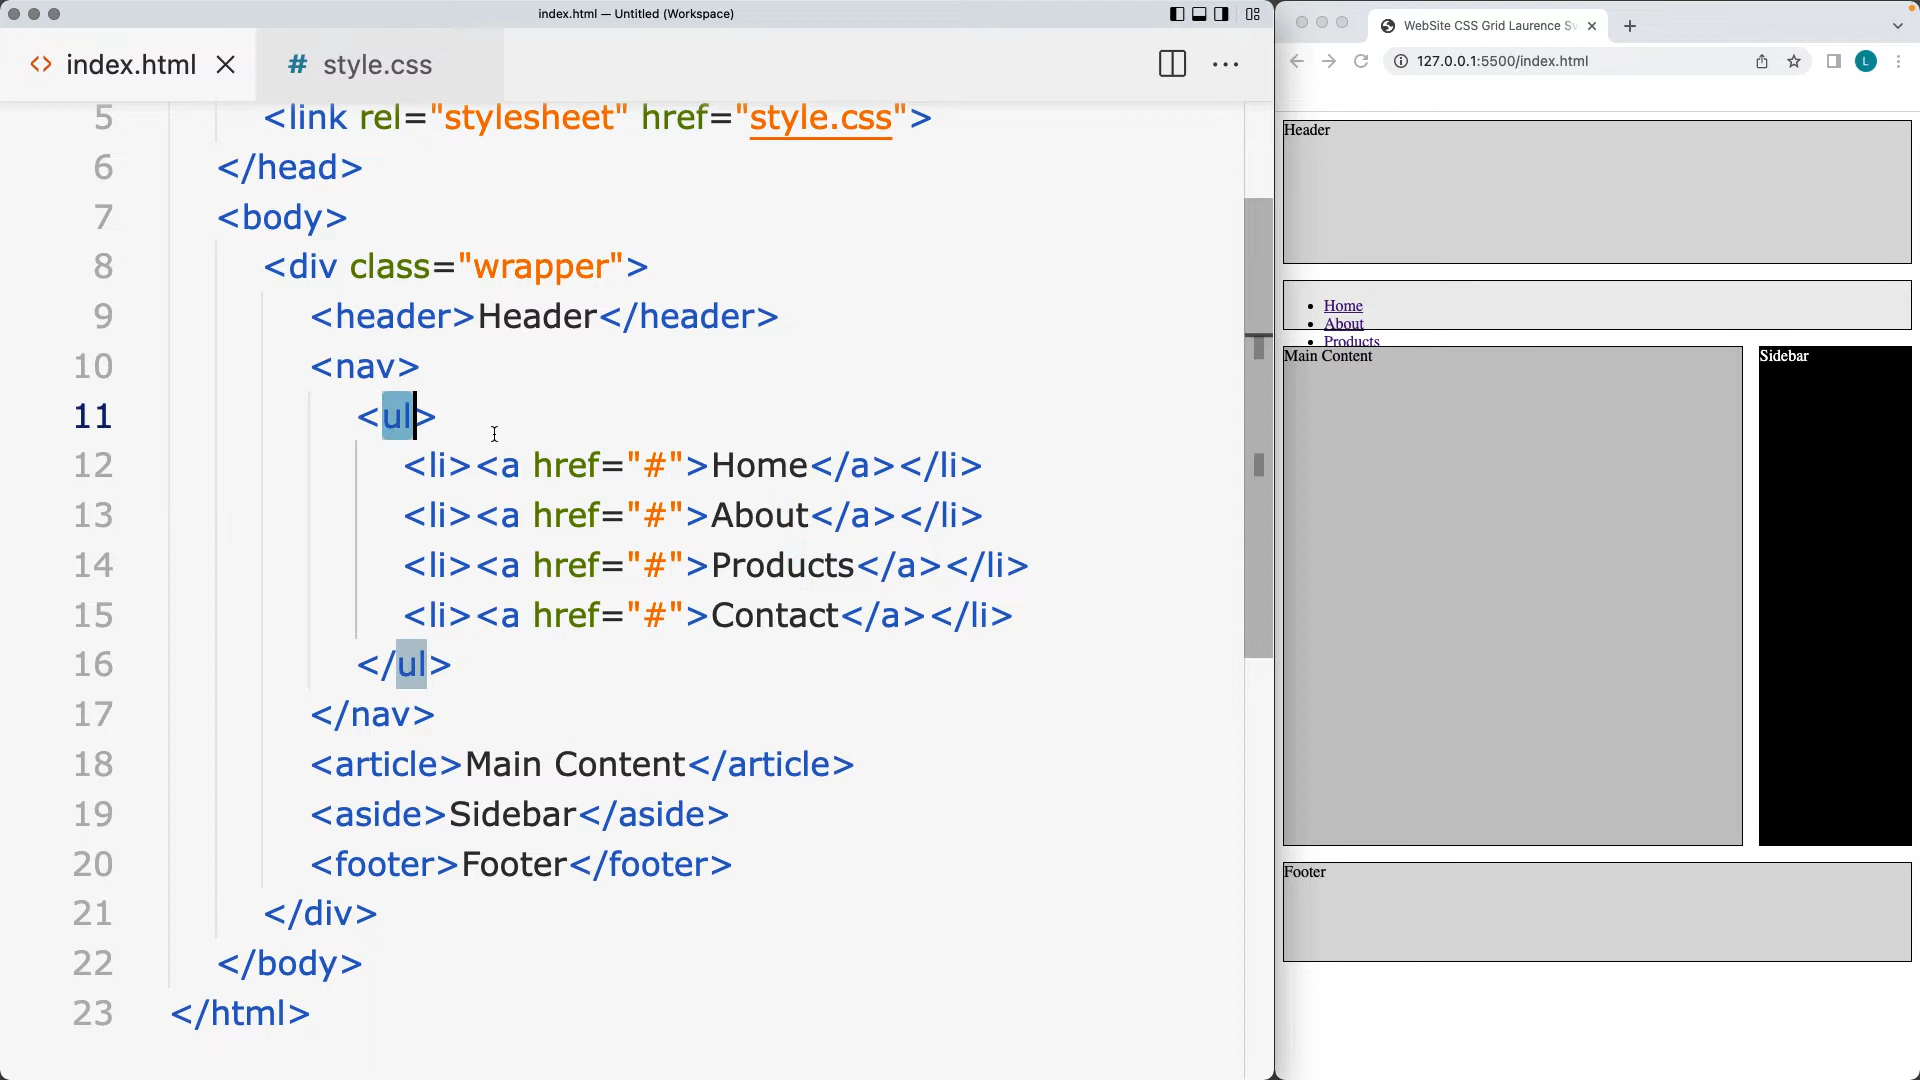 index.html — Untitled (Workspace)
index.html
# style.css
5 <link rel="stylesheet" href="style.css">
6 </head>
7 <body>
8 <div class="wrapper">
9 <header>Header</header>
10 <nav>
11 <ul>
12 <li><a href="#">Home</a></li>
13 <li><a href="#">About</a></li>
14 <li><a href="#">Products</a></li>
15 <li><a href="#">Contact</a></li>
16 </ul>
17 </nav>
18 <article>Main Content</article>
19 <aside>Sidebar</aside>
20 <footer>Footer</footer>
21 </div>
22 </body>
23 </html>
WebSite CSS Grid Laurence
127.0.0.1:5500/index.html
L
Header
Home
About
Products
Main Content
Sidebar
Footer